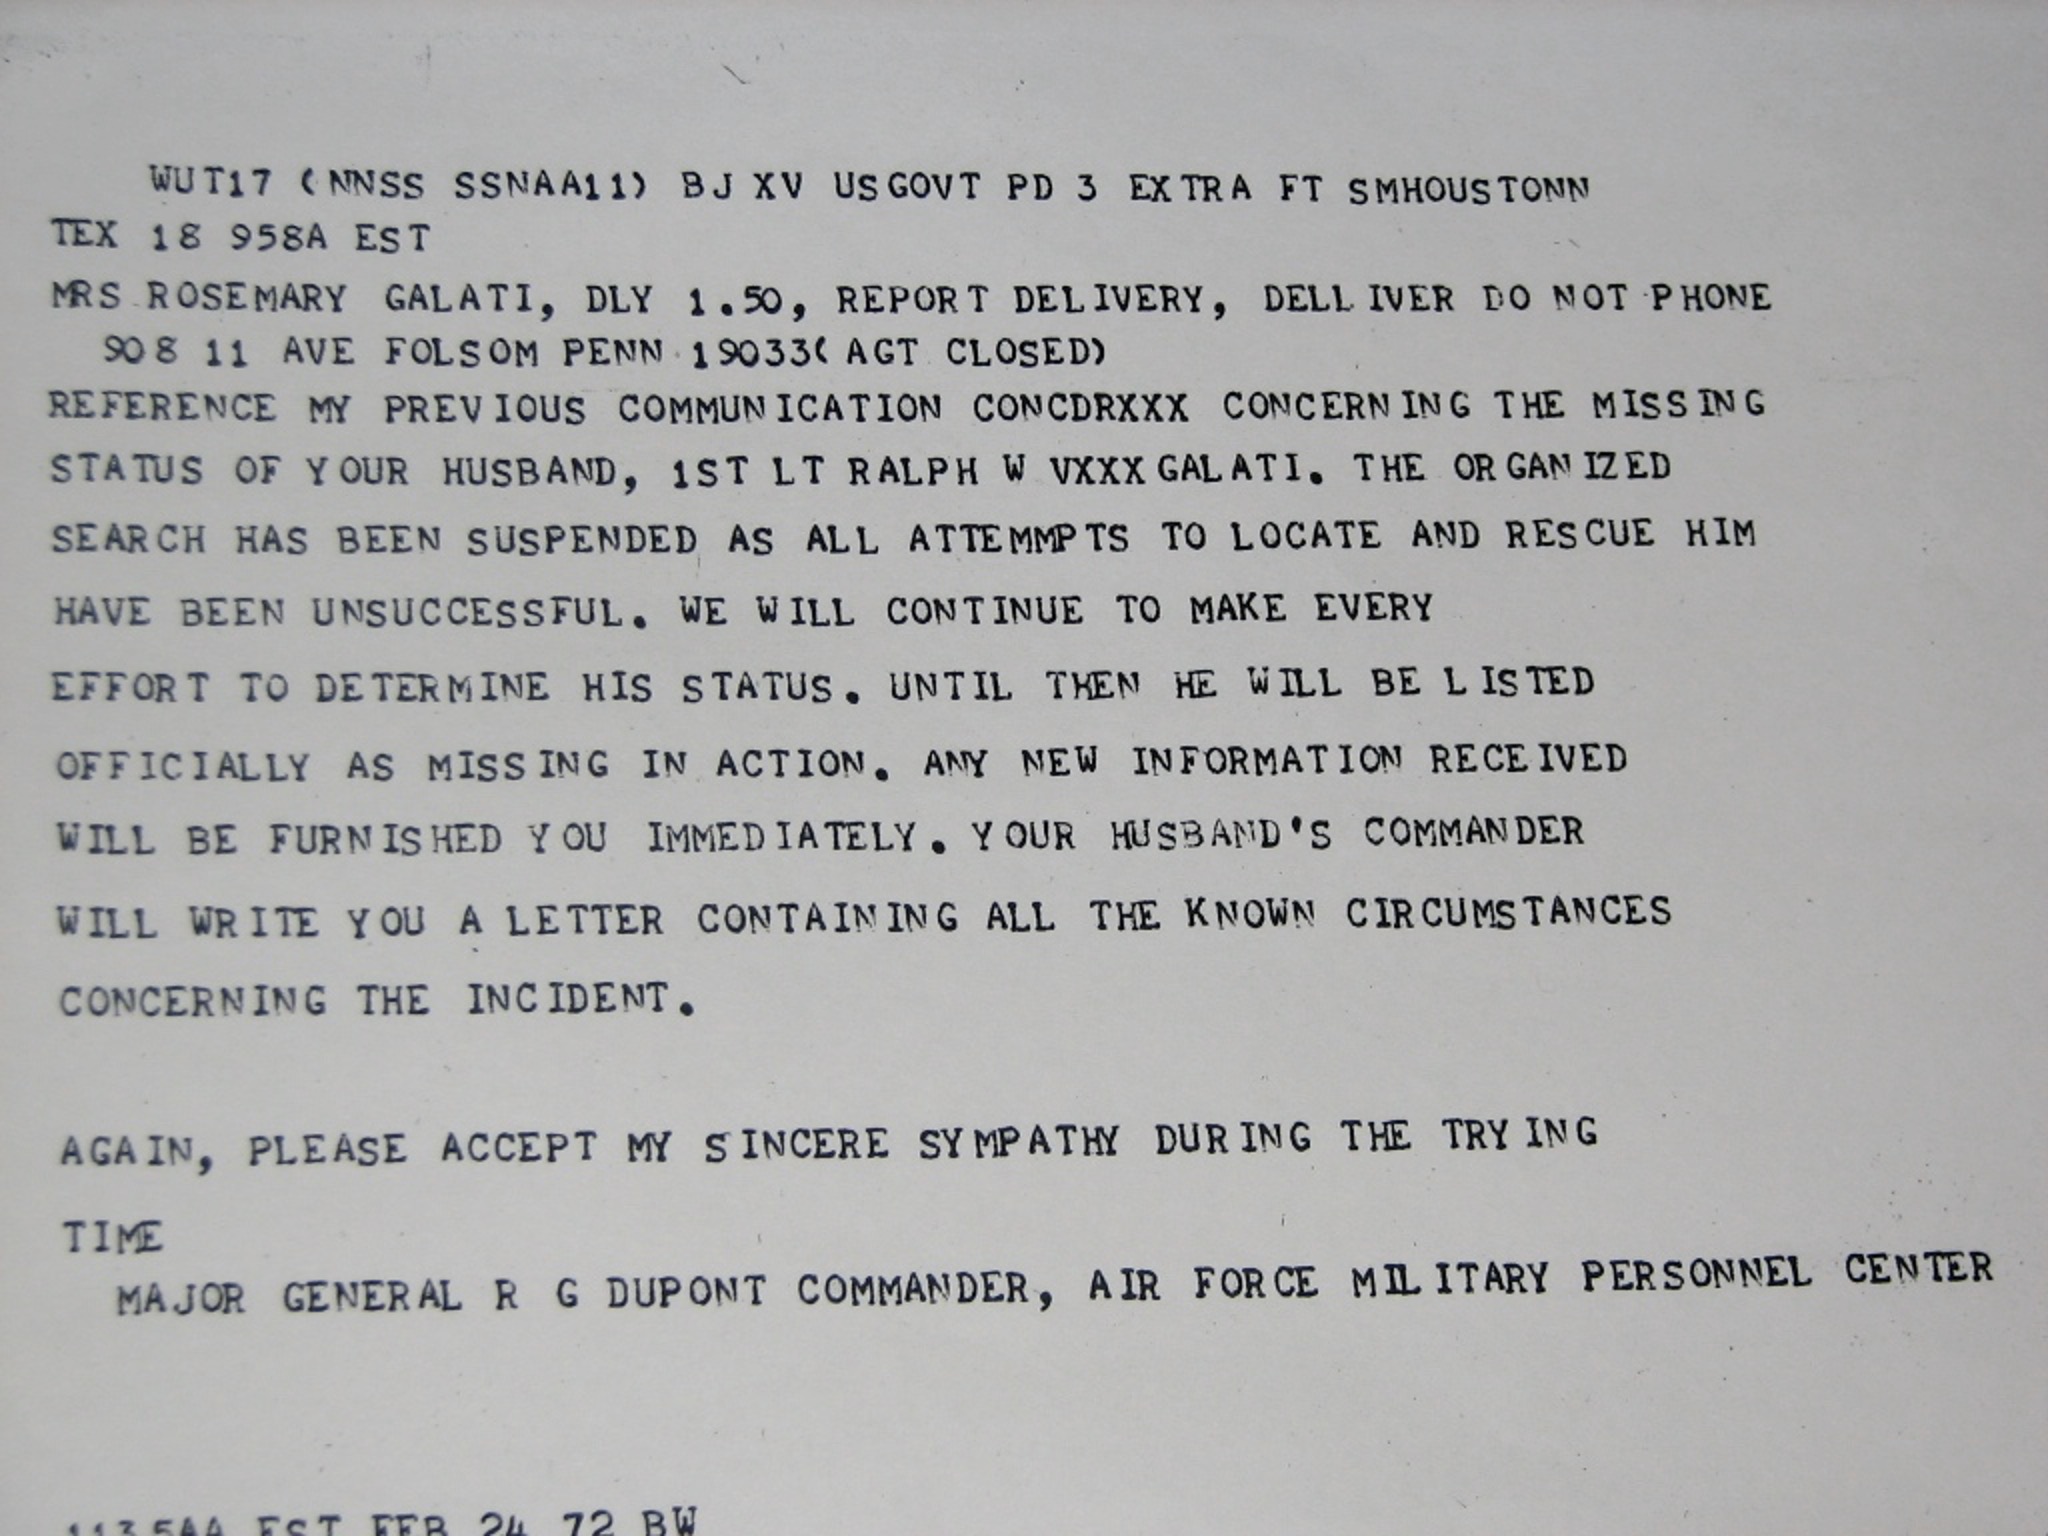 WUT17 (NNSS SSNAA11) BJ XV USGOVT PD 3 EXTRA FT SMHOUSTONN
TEX 18 958A EST
MRS ROSEMARY GALATI, DLY 1.50, REPORT DELIVERY, DELLIVER DO NOT PHONE
908 11 AVE FOLSOM PENN 19033( AGT CLOSED)
REFERENCE MY PREVIOUS COMMUNICATION CONCDRXXX CONCERNING THE MISSING
STATUS OF YOUR HUSBAND, 1ST LT RALPH W VXXX GALATI. THE ORGANIZED
SEARCH HAS BEEN SUSPENDED AS ALL ATTEMMPTS TO LOCATE AND RESCUE HIM
HAVE BEEN UNSUCCESSFUL. WE WILL CONTINUE TO MAKE EVERY
EFFORT TO DETERMINE HIS STATUS. UNTIL THEN HE WILL BE LISTED
OFFICIALLY AS MISSING IN ACTION. ANY NEW INFORMATION RECEIVED
WILL BE FURNISHED YOU IMMEDIATELY. YOUR HUSBAND'S COMMANDER
WILL WRITE YOU A LETTER CONTAINING ALL THE KNOWN CIRCUMSTANCES
CONCERNING THE INCIDENT.
AGAIN, PLEASE ACCEPT MY SINCERE SYMPATHY DURING THE TRYING
TIME
MAJOR GENERAL R G DUPONT COMMANDER, AIR FORCE MILITARY PERSONNEL CENTER
1135AA EST FEB 24 72 BW